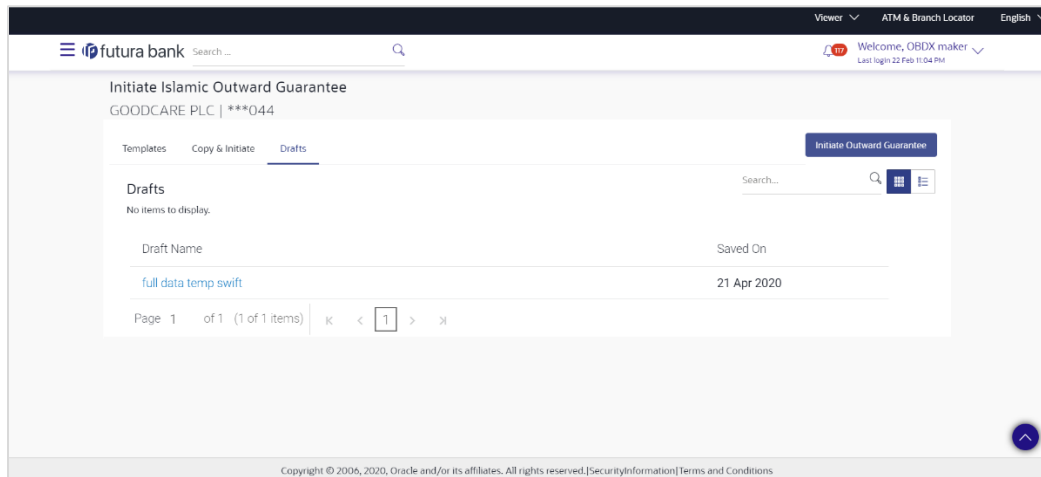 Viewer ATM & Branch Locator English
futura bank Search ... 117 Welcome, OBDX maker
Last login 22 Feb 11:04 PM
Initiate Islamic Outward Guarantee
GOODCARE PLC | ***044
Templates Copy & Initiate Drafts Initiate Outward Guarantee
Drafts Search...
No items to display.
Draft Name Saved On
full data temp swift 21 Apr 2020
Page 1 of 1 (1 of 1 items) 1
Copyright © 2006, 2020, Oracle and/or its affiliates. All rights reserved.|SecurityInformation|Terms and Conditions